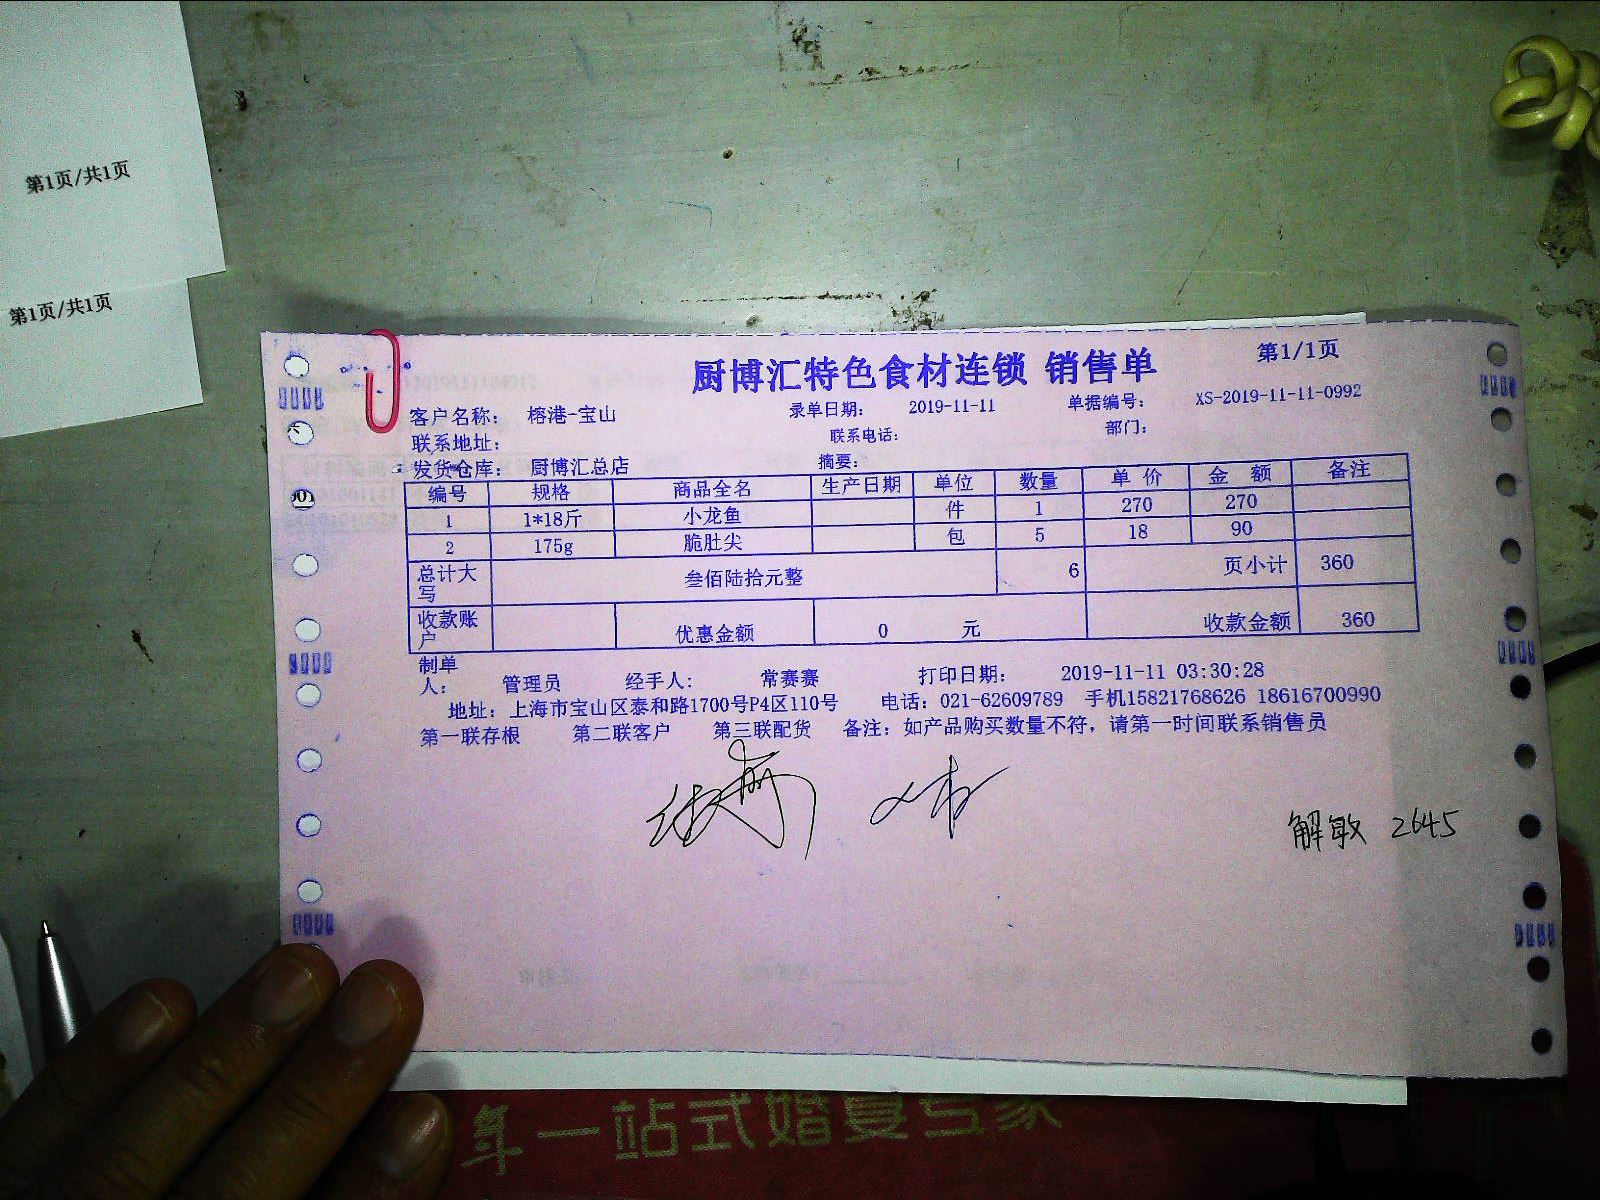 第1页/共1页
第1页/共1页
厨博汇特色食材连锁 销售单 第1/1页
客户名称: 榕港-宝山 录单日期: 2019-11-11 单据编号: XS-2019-11-11-0992
联系地址: 联系电话: 部门:
发货仓库: 厨博汇总店 摘要:
编号 规格 商品全名 生产日期 单位 数量 单价 金额 备注
1 1*18斤 小龙鱼 件 1 270 270
2 175g 脆肚尖 包 5 18 90
总计大写 叁佰陆拾元整 6 页小计 360
收款账户 优惠金额 0 元 收款金额 360
制单人: 管理员 经手人: 常赛赛 打印日期: 2019-11-11 03:30:28
地址: 上海市宝山区泰和路1700号P4区110号 电话: 021-62609789 手机15821768626 18616700990
第一联存根 第二联客户 第三联配货 备注: 如产品购买数量不符, 请第一时间联系销售员
解敏 2645
一站式婚宴专家